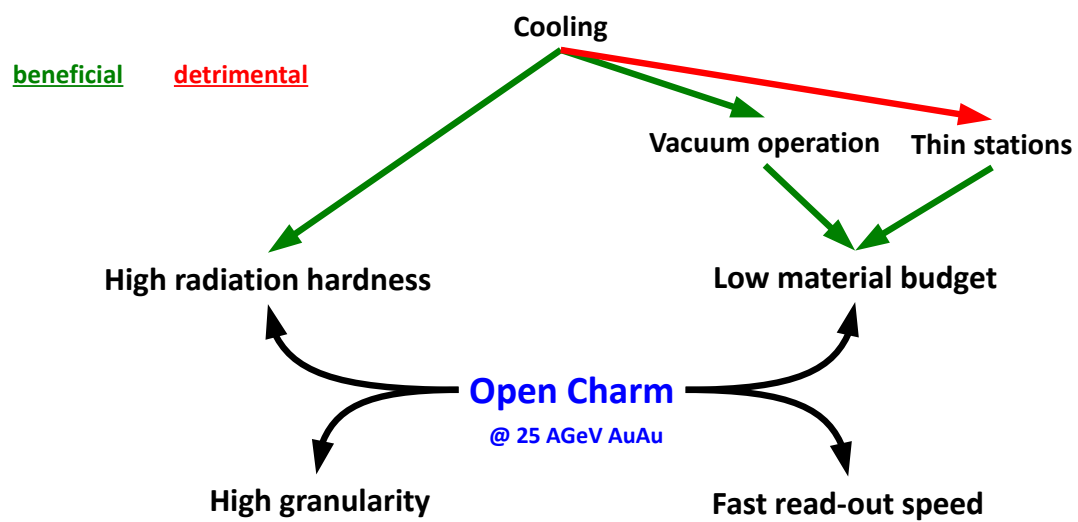 Cooling
beneficial detrimental
Vacuum operation Thin stations
High radiation hardness Low material budget
Open Charm
@ 25 AGeV AuAu
High granularity Fast read-out speed